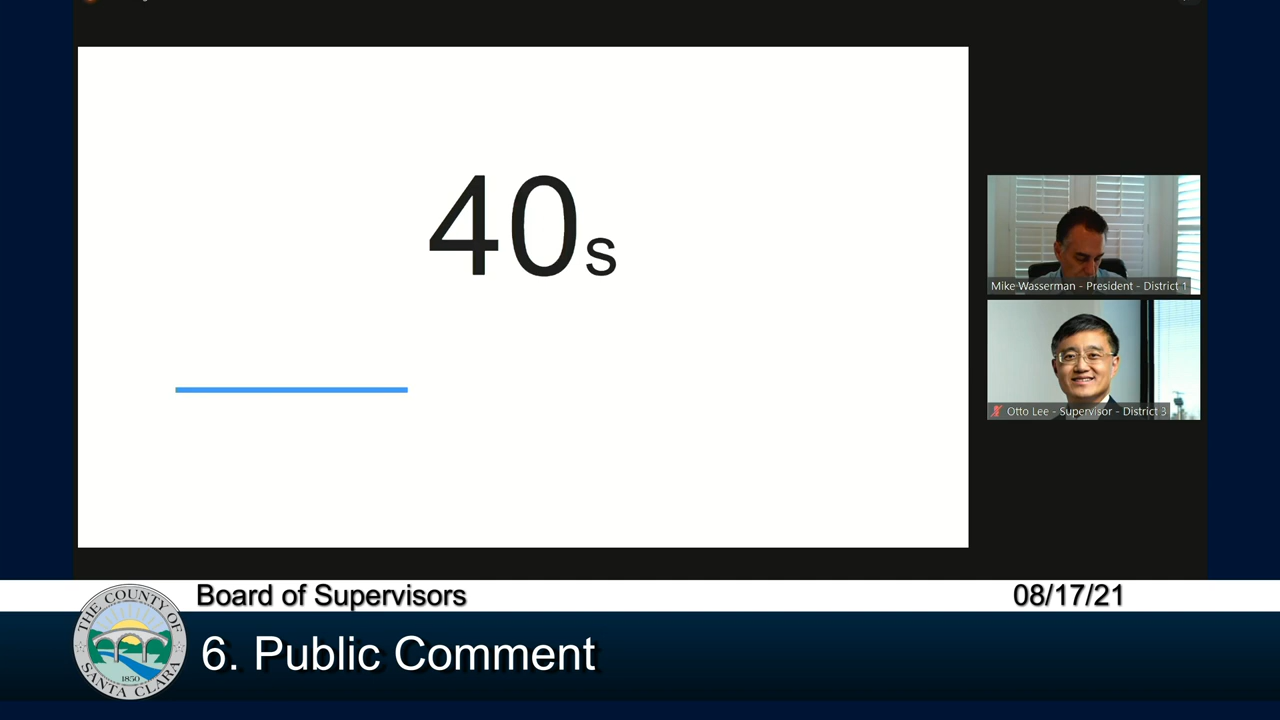 40s
Mike Wasserman - President - District 1
Otto Lee - Supervisor - District 3
Board of Supervisors
08/17/21
6. Public Comment
THE COUNTY OF
SANTA CLARA
1850